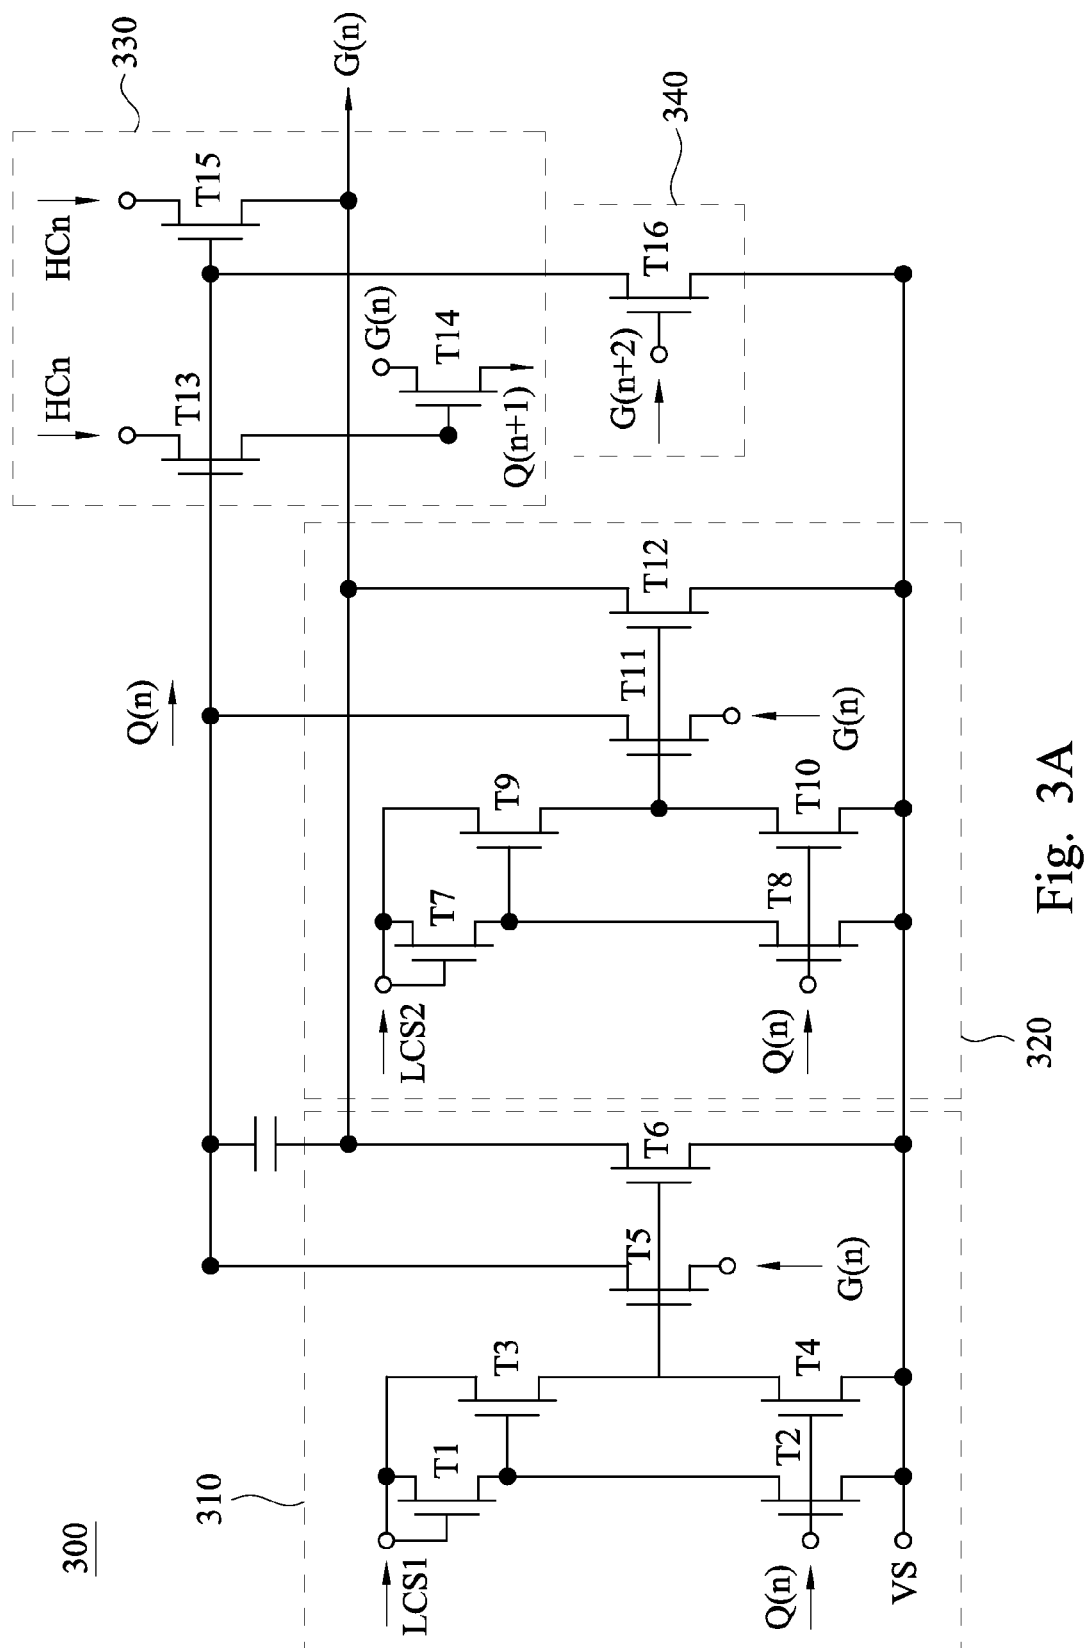 300
310
LCS1
T1
T3
Q(n)
T2
T4
VS
T5
T6
G(n)
Q(n)
LCS2
T7
T9
Q(n)
T8
T10
T11
T12
G(n)
320
HCn
HCn
330
T13
T15
G(n)
G(n)
T14
Q(n+1)
340
T16
G(n+2)
Fig. 3A